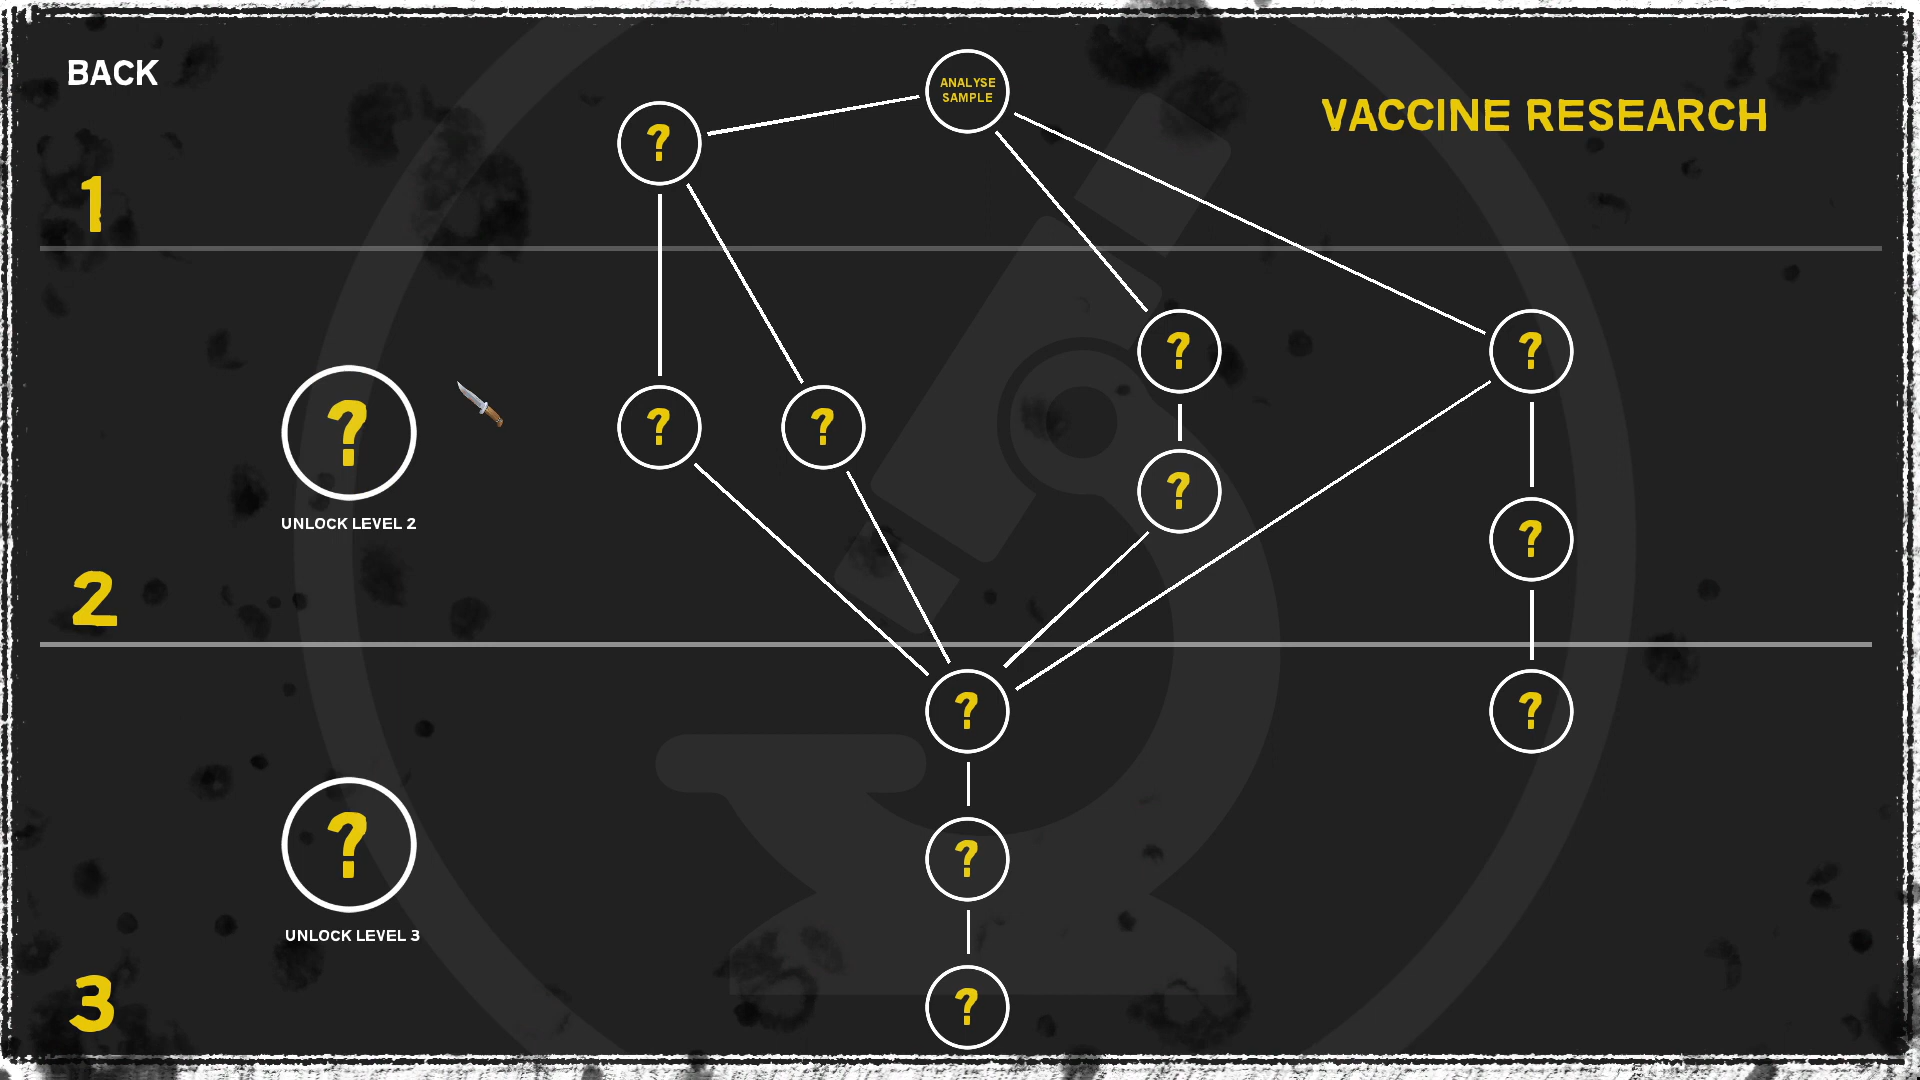 BACK
ANALYSE
SAMPLE
VACCINE RESEARCH
?
1
?
?
?
?
?
UNLOCK LEVEL 2
?
?
2
?
?
?
?
UNLOCK LEVEL 3
3
?